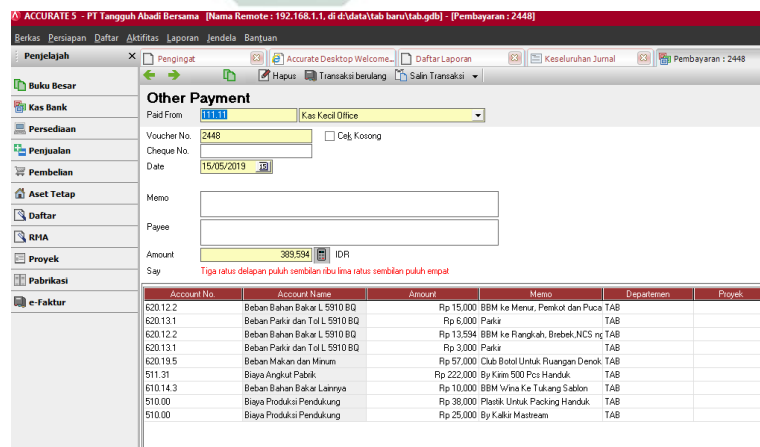 ACCURATE 5 - PT Tangguh Abadi Bersama [Nama Remote : 192.168.1.1, di d:\data\tab baru\tab.gdb] - [Pembayaran : 2448]
Berkas Persiapan Daftar Aktifitas Laporan Jendela Bantuan
Penjelajah X Pengingat Accurate Desktop Welcome.. Daftar Laporan Keseluruhan Jurnal Pembayaran : 2448
Hapus Transaksi berulang Salin Transaksi
Buku Besar
Kas Bank
Persediaan
Penjualan
Pembelian
Aset Tetap
Daftar
RMA
Proyek
Pabrikasi
e-Faktur
Other Payment
Paid From 111.11 Kas Kecil Office
Voucher No. 2448 Cek Kosong
Cheque No.
Date 15/05/2019 15
Memo
Payee
Amount 389,594 IDR
Say Tiga ratus delapan puluh sembilan ribu lima ratus sembilan puluh empat
Account No. Account Name Amount Memo Departemen Proyek
620.12.2 Beban Bahan Bakar L 5910 BQ Rp 15,000 BBM ke Menur, Pemkot dan Puca TAB
620.13.1 Beban Parkir dan Tol L 5910 BQ Rp 6,000 Parkir TAB
620.12.2 Beban Bahan Bakar L 5910 BQ Rp 13,594 BBM ke Rangkah, Brebek,NCS ng TAB
620.13.1 Beban Parkir dan Tol L 5910 BQ Rp 3,000 Parkir TAB
620.19.5 Beban Makan dan Minum Rp 57,000 Club Botol Untuk Ruangan Denok TAB
511.31 Biaya Angkut Pabrik Rp 222,000 By Kirim 500 Pcs Handuk TAB
610.14.3 Beban Bahan Bakar Lainnya Rp 10,000 BBM Wina Ke Tukang Sablon TAB
510.00 Biaya Produksi Pendukung Rp 38,000 Plastik Untuk Packing Handuk TAB
510.00 Biaya Produksi Pendukung Rp 25,000 By Kalkir Mastream TAB